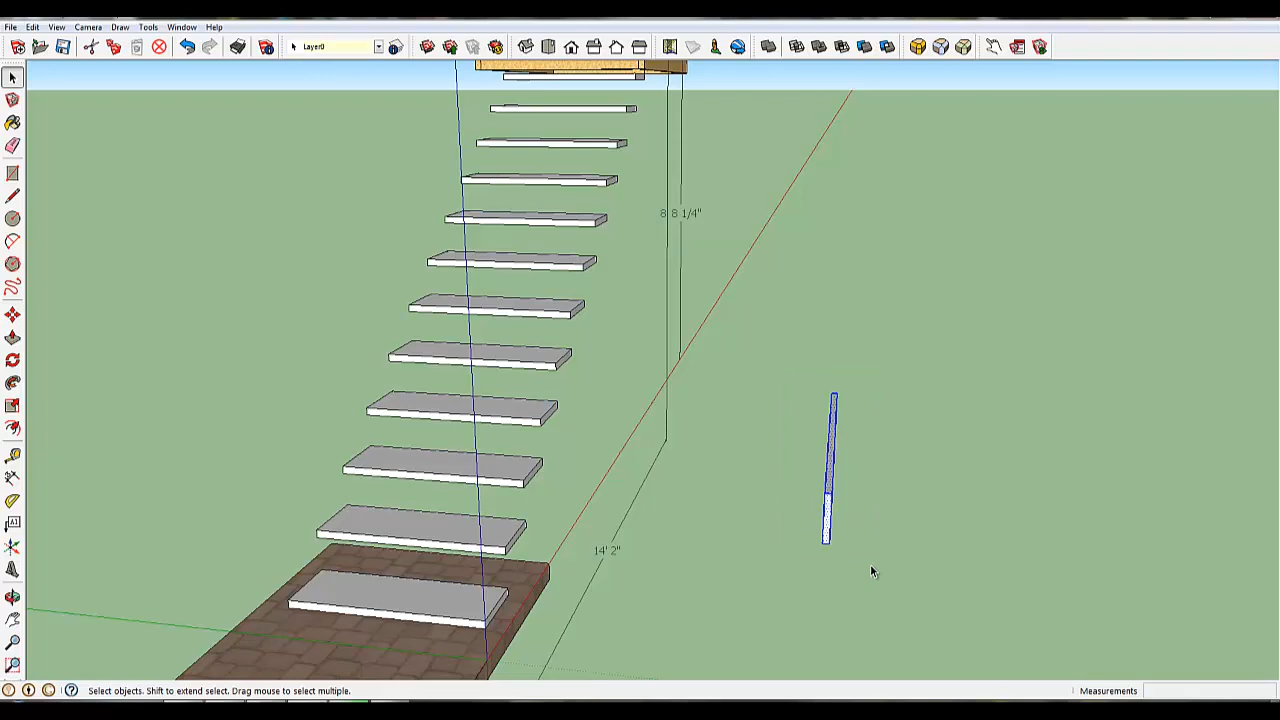 File Edit View Camera Draw Tools Window Help
Layer0
8 8 1/4"
14' 2"
Select objects. Shift to extend select. Drag mouse to select multiple.
Measurements